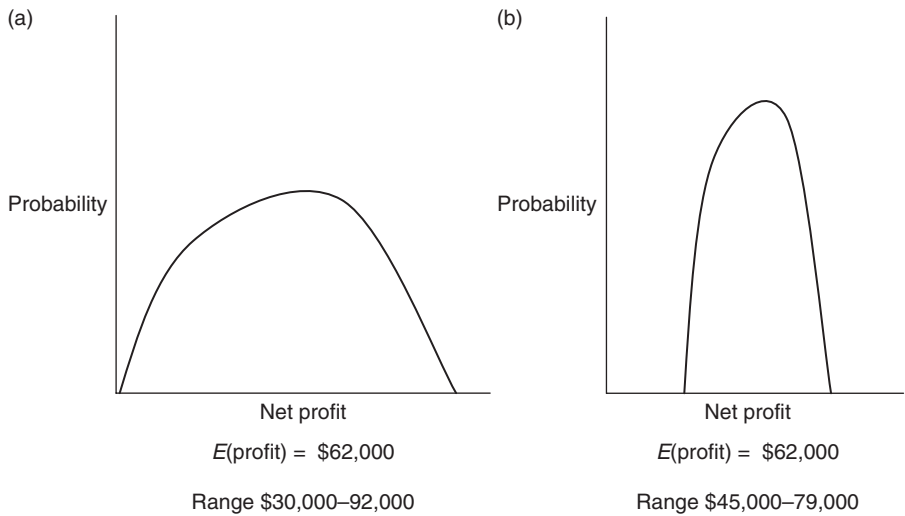 (a)
Probability
Net profit
E(profit) = $62,000
Range $30,000–92,000
(b)
Probability
Net profit
E(profit) = $62,000
Range $45,000–79,000